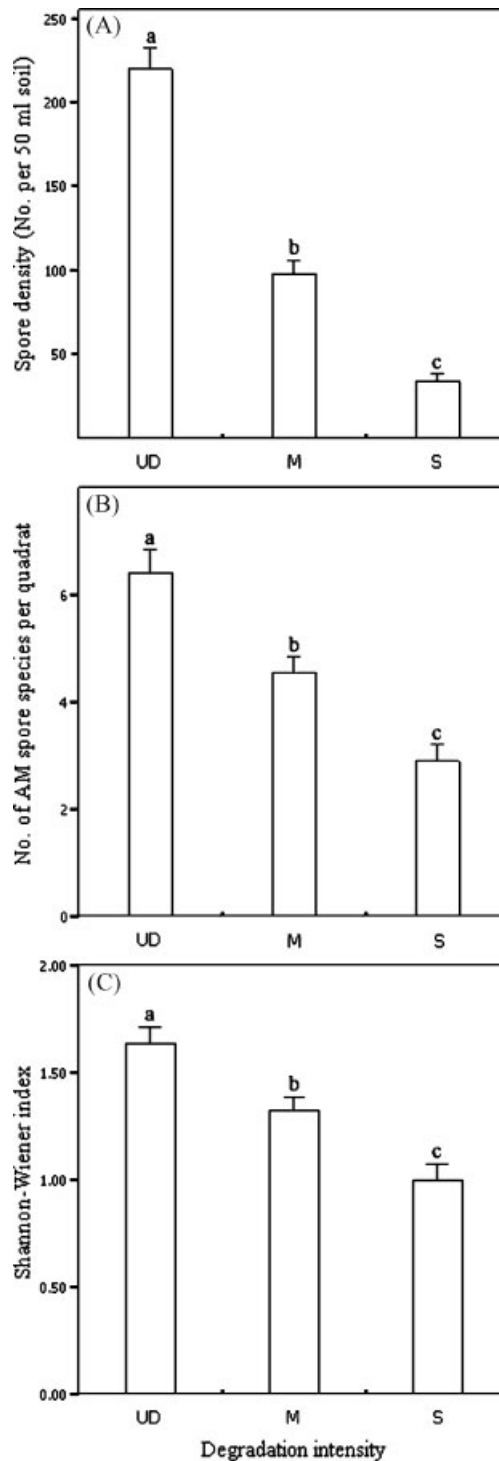 (A)
a
b
c
250
200
150
100
50
Spore density (No. per 50 ml soil)
UD M S
(B)
a
b
c
6
4
2
0
No. of AM spore species per quadrat
UD M S
2.00
(C)
a
b
c
1.50
1.00
0.50
0.00
Shannon-Wiener index
UD M S
Degradation intensity